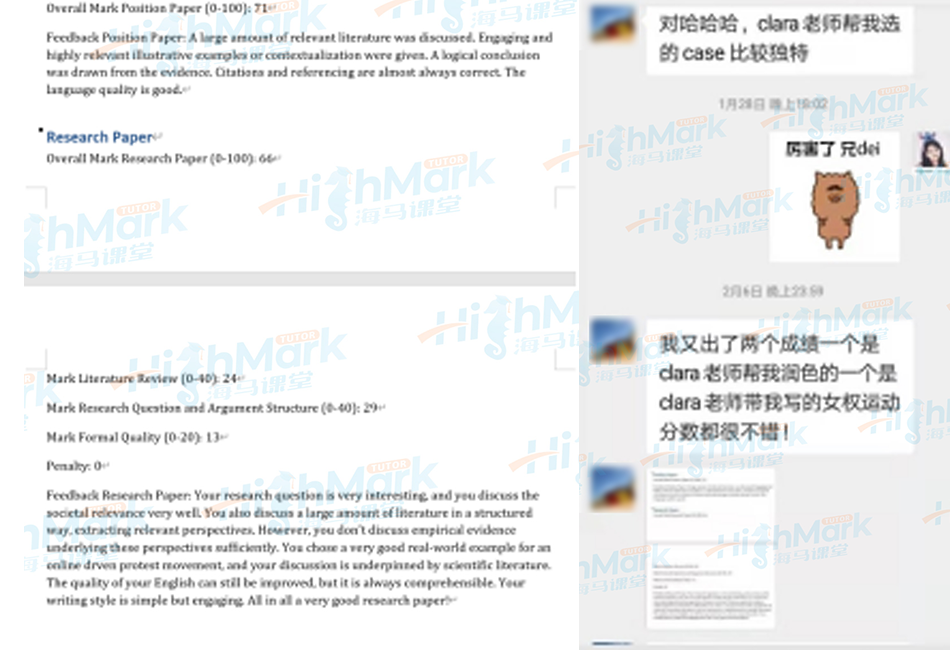 Overall Mark Position Paper (0-100): 71
Feedback Position Paper: A large amount of relevant literature was discussed. Engaging and
highly relevant illustrative examples or contextualization were given. A logical conclusion
was drawn from the evidence. Citations and referencing are almost always correct. The
language quality is good.
Research Paper
Overall Mark Research Paper (0-100): 66
Mark Literature Review (0-40): 24
Mark Research Question and Argument Structure (0-40): 29
Mark Formal Quality (0-20): 13
Penalty: 0
Feedback Research Paper: Your research question is very interesting, and you discuss the
societal relevance very well. You also discuss a large amount of literature in a structured
way, extracting relevant perspectives. However, you don't discuss empirical evidence
underlying these perspectives sufficiently. You chose a very good real-world example for an
online driven protest movement, and your discussion is underpinned by scientific literature.
The quality of your English can still be improved, but it is always comprehensible. Your
writing style is simple but engaging. All in all a very good research paper!
对哈哈哈，clara 老师帮我选
的 case 比较独特
1月28日 晚上19:02
厉害了 兄dei
2月6日 晚上23:59
我又出了两个成绩一个是
clara 老师帮我润色的一个是
clara 老师带我写的女权运动
分数都很不错！
HighMark
TUTOR
海马课堂